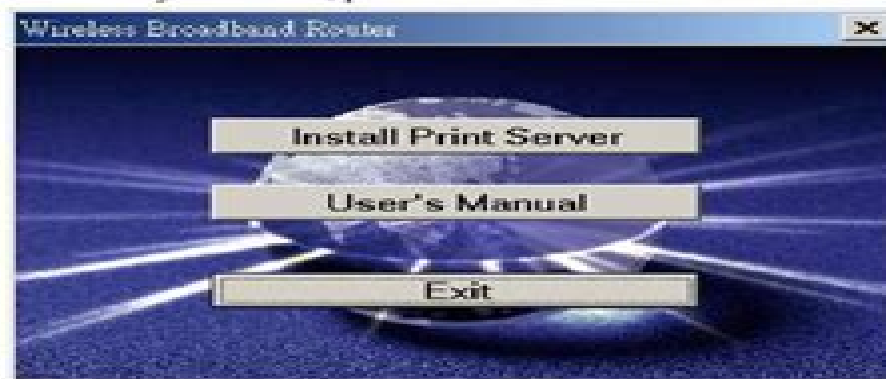 Wireless Broadband Router
Install Print Server
User's Manual
Exit